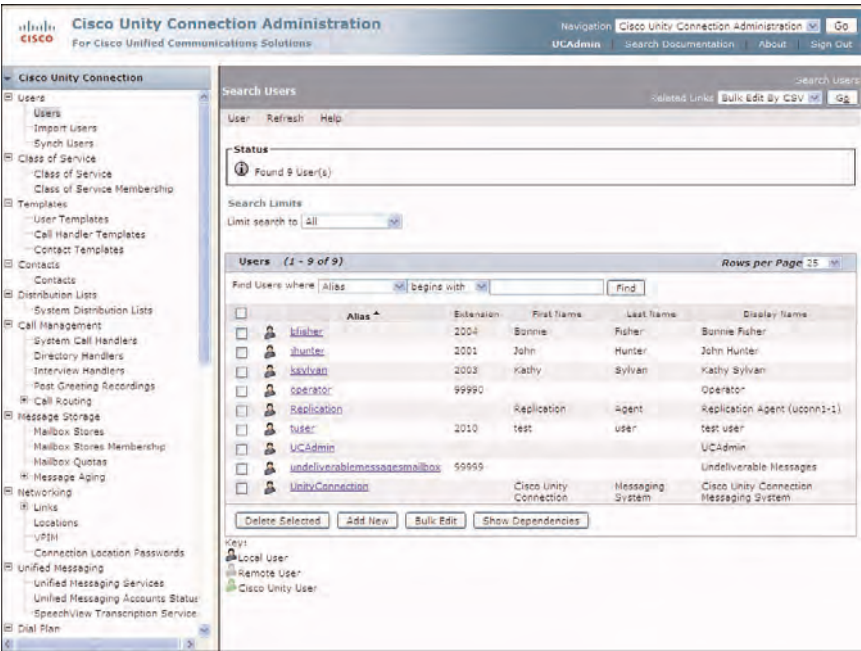 Cisco Unity Connection Administration
For Cisco Unified Communications Solutions
cisco
Navigation Cisco Unity Connection Administration Go
UCAdmin Search Documentation About Sign Out
Cisco Unity Connection
Users
Users
Import Users
Synch Users
Class of Service
Class of Service
Class of Service Membership
Templates
User Templates
Call Handler Templates
Contact Templates
Contacts
Contacts
Distribution Lists
System Distribution Lists
Call Management
System Call Handlers
Directory Handlers
Interview Handlers
Post Greeting Recordings
Call Routing
Message Storage
Mailbox Stores
Mailbox Stores Membership
Mailbox Quotas
Message Aging
Networking
Links
Locations
VPIM
Connection Location Passwords
Unified Messaging
Unified Messaging Services
Unified Messaging Accounts Status
SpeechView Transcription Service
Dial Plan
Search Users
Search Users
Related Links Bulk Edit By CSV Go
User Refresh Help
Status
Found 9 User(s)
Search Limits
Limit search to All
Users (1 - 9 of 9) Rows per Page 25
Find Users where Alias begins with Find
Alias Extension First Name Last Name Display Name
bfisher 2004 Bonnie Fisher Bonnie Fisher
jhunter 2001 John Hunter John Hunter
ksylvan 2003 Kathy Sylvan Kathy Sylvan
operator 99990 Operator
Replication Replication Agent Replication Agent (uconn1-1)
tuser 2010 test user test user
UCAdmin UCAdmin
undeliverablemessagesmailbox 99999 Undeliverable Messages
UnityConnection Cisco Unity Connection Messaging System Cisco Unity Connection Messaging System
Delete Selected Add New Bulk Edit Show Dependencies
Key:
Local User
Remote User
Cisco Unity User